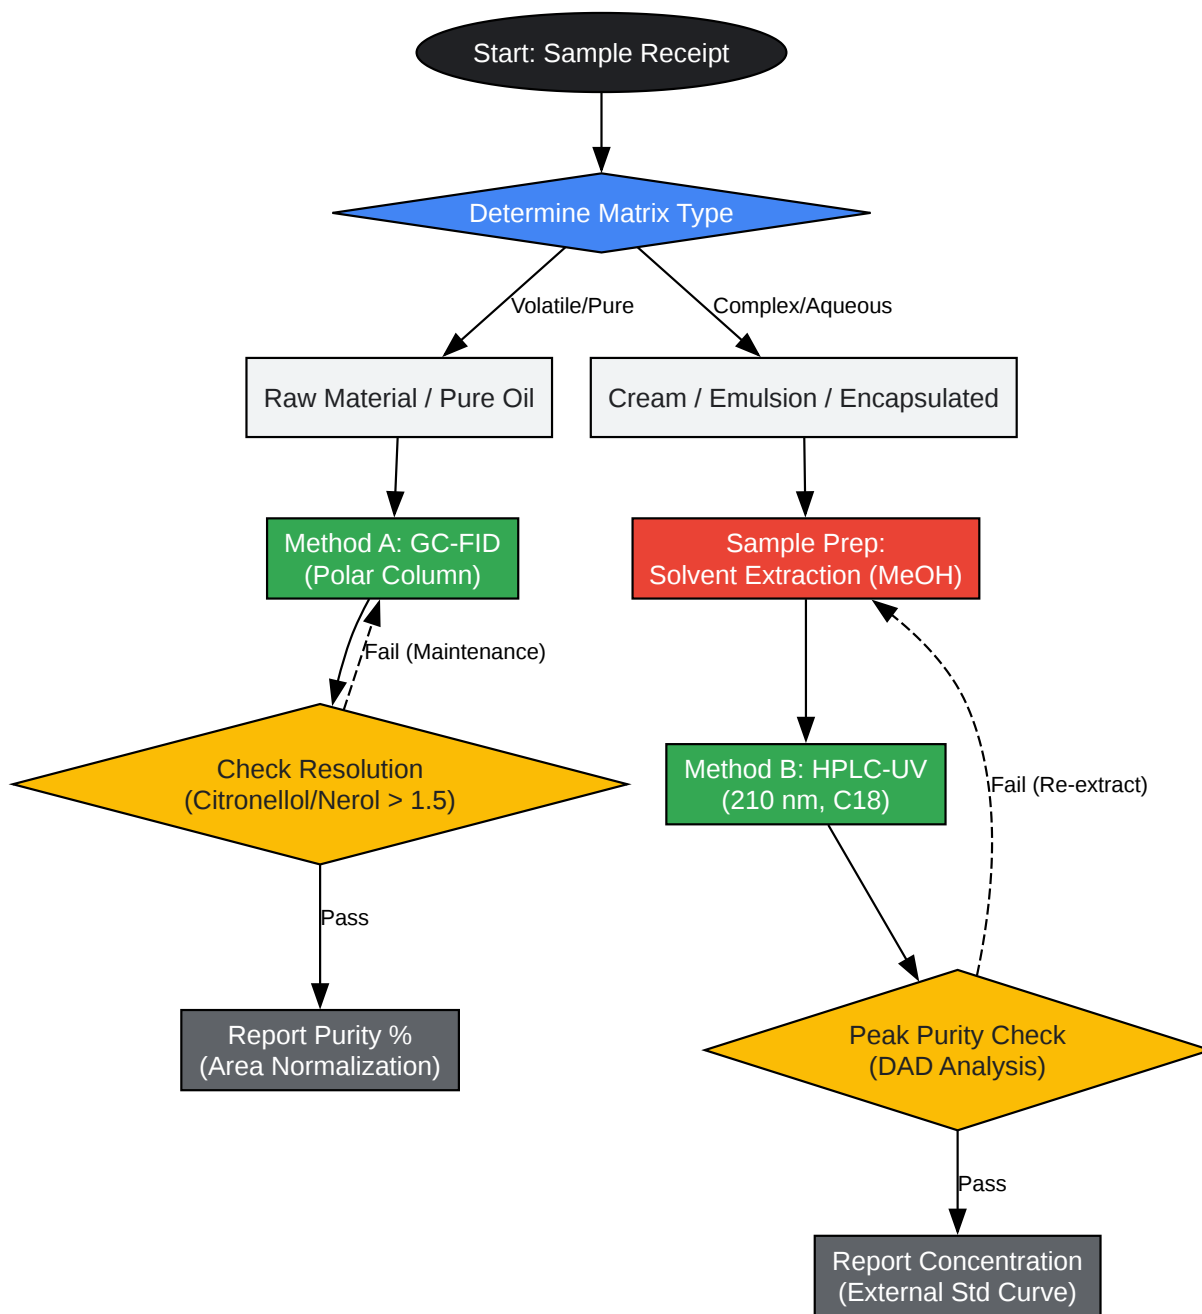 Start: Sample Receipt
Determine Matrix Type
Volatile/Pure
Complex/Aqueous
Raw Material / Pure Oil
Cream / Emulsion / Encapsulated
Method A: GC-FID
(Polar Column)
Sample Prep:
Solvent Extraction (MeOH)
Fail (Maintenance)
Check Resolution
(Citronellol/Nerol > 1.5)
Method B: HPLC-UV
(210 nm, C18)
Fail (Re-extract)
Pass
Report Purity %
(Area Normalization)
Peak Purity Check
(DAD Analysis)
Pass
Report Concentration
(External Std Curve)